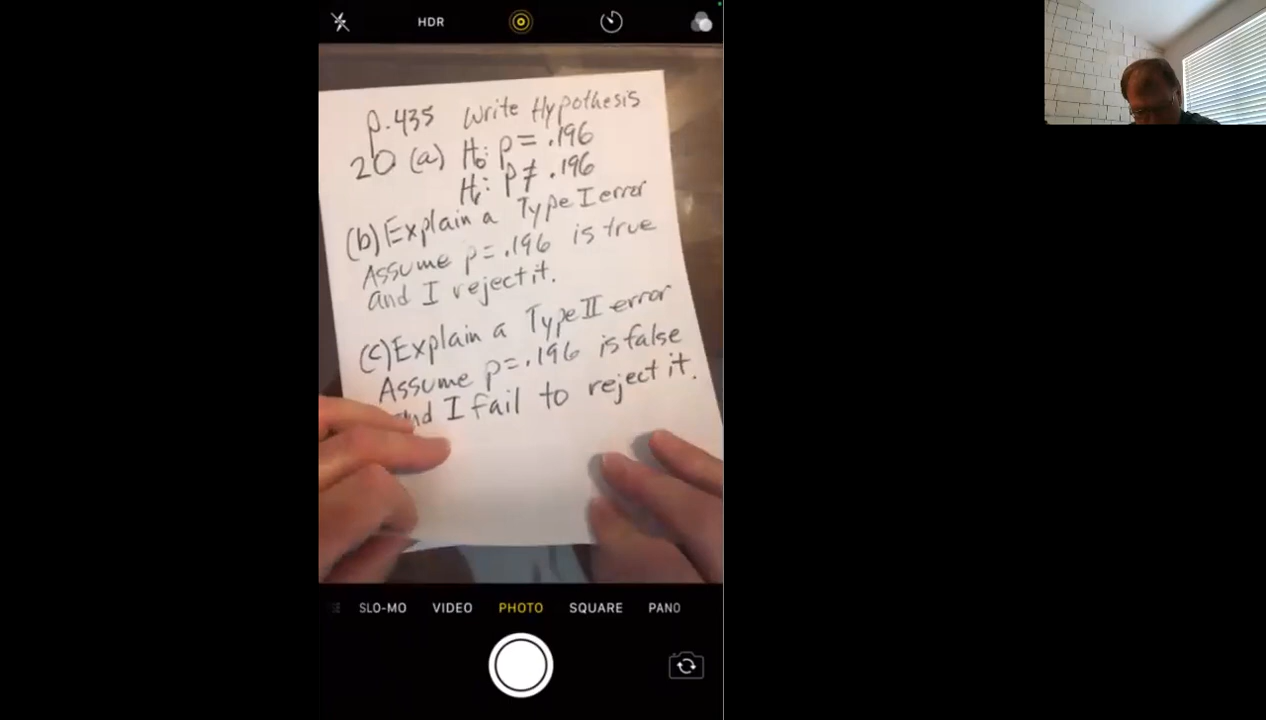 HDR
p.435 Write Hypothesis
20 (a) H₀: p = .196
H₁: p ≠ .196
(b) Explain a Type I error
Assume p = .196 is true
and I reject it.
(c) Explain a Type II error
Assume p = .196 is false
and I fail to reject it.
SLO-MO VIDEO PHOTO SQUARE PANO